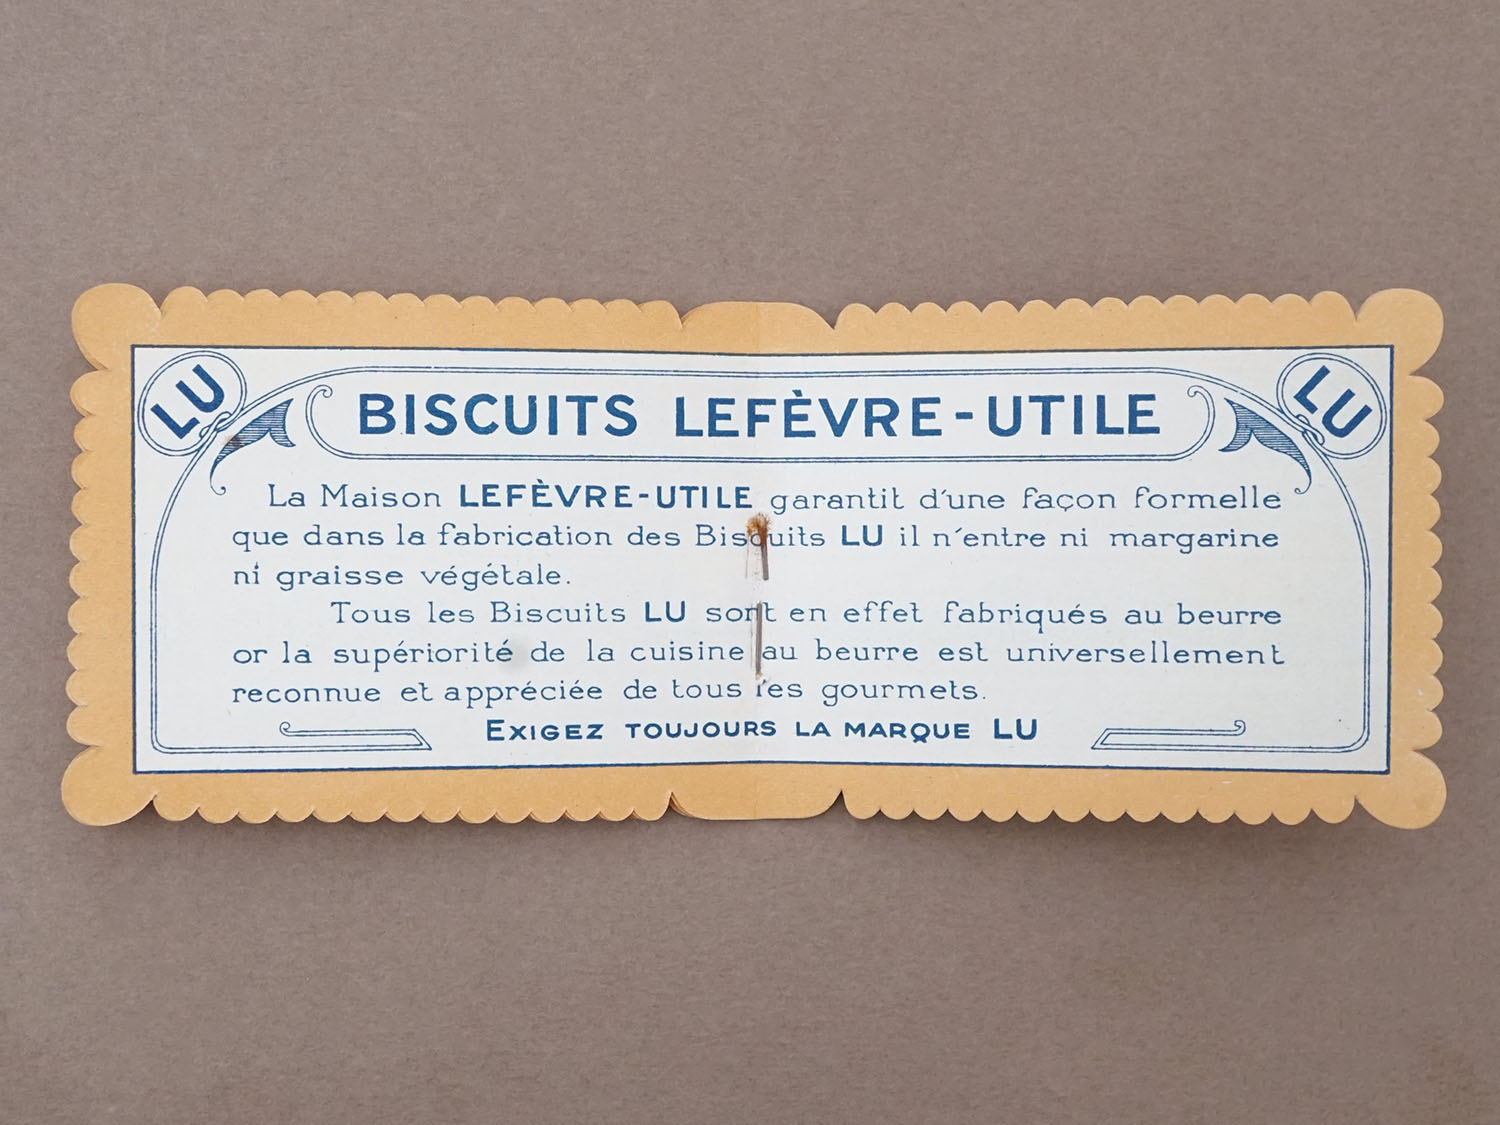 LU
LU
BISCUITS LEFÈVRE-UTILE
La Maison LEFÈVRE-UTILE garantit d'une façon formelle
que dans la fabrication des Biscuits LU il n'entre ni margarine
ni graisse végétale.
Tous les Biscuits LU sont en effet fabriqués au beurre
or la supériorité de la cuisine au beurre est universellement
reconnue et appréciée de tous les gourmets.
EXIGEZ TOUJOURS LA MARQUE LU